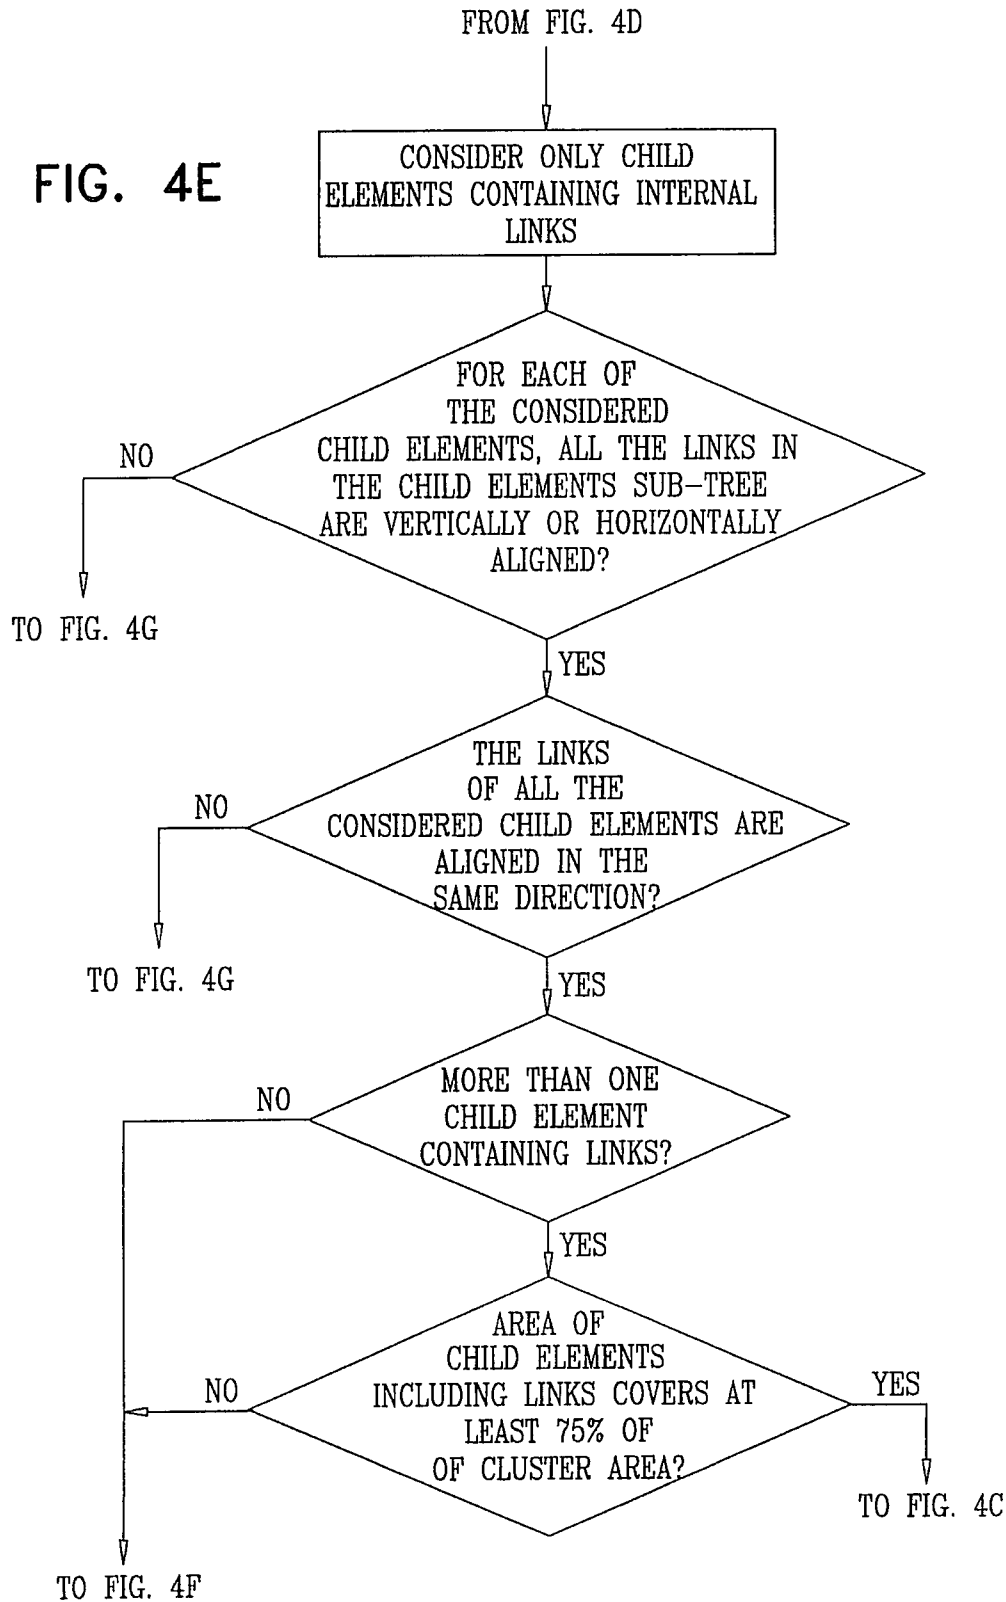 FROM FIG. 4D
FIG. 4E
CONSIDER ONLY CHILD
ELEMENTS CONTAINING INTERNAL
LINKS
FOR EACH OF
THE CONSIDERED
CHILD ELEMENTS, ALL THE LINKS IN
THE CHILD ELEMENTS SUB-TREE
ARE VERTICALLY OR HORIZONTALLY
ALIGNED?
NO
TO FIG. 4G
YES
THE LINKS
OF ALL THE
CONSIDERED CHILD ELEMENTS ARE
ALIGNED IN THE
SAME DIRECTION?
NO
TO FIG. 4G
YES
MORE THAN ONE
CHILD ELEMENT
CONTAINING LINKS?
NO
YES
AREA OF
CHILD ELEMENTS
INCLUDING LINKS COVERS AT
LEAST 75% OF
OF CLUSTER AREA?
NO
YES
TO FIG. 4C
TO FIG. 4F